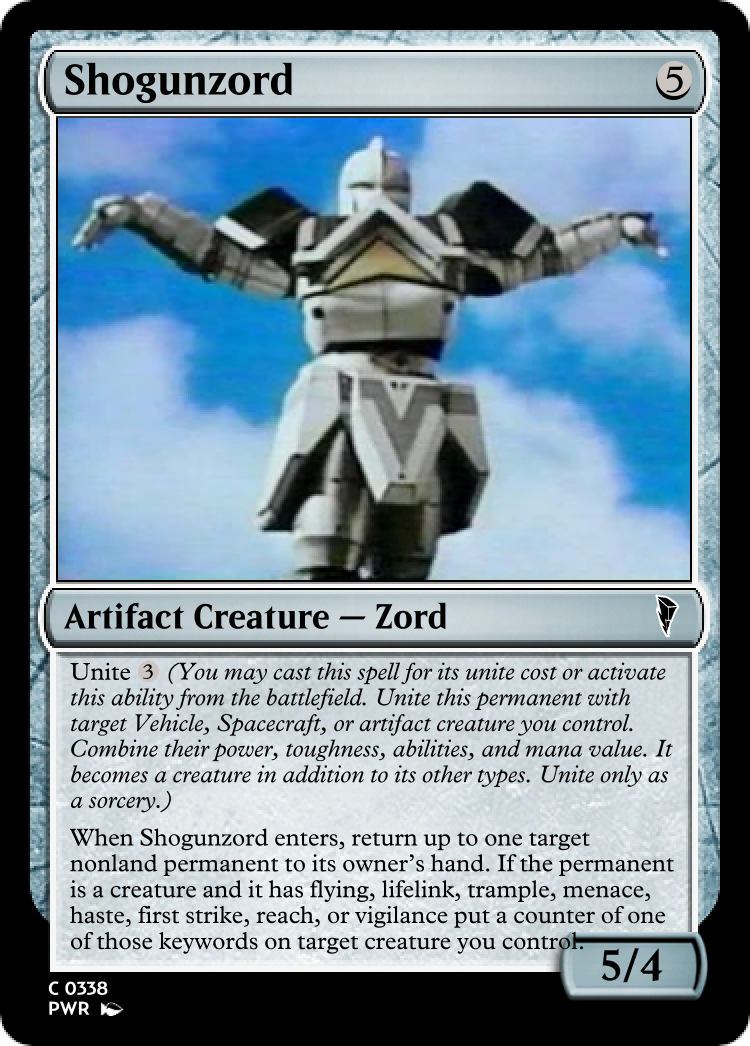 Shogunzord 5
Artifact Creature — Zord
Unite 3 (You may cast this spell for its unite cost or activate
this ability from the battlefield. Unite this permanent with
target Vehicle, Spacecraft, or artifact creature you control.
Combine their power, toughness, abilities, and mana value. It
becomes a creature in addition to its other types. Unite only as
a sorcery.)
When Shogunzord enters, return up to one target
nonland permanent to its owner's hand. If the permanent
is a creature and it has flying, lifelink, trample, menace,
haste, first strike, reach, or vigilance put a counter of one
of those keywords on target creature you control.
5/4
C 0338
PWR